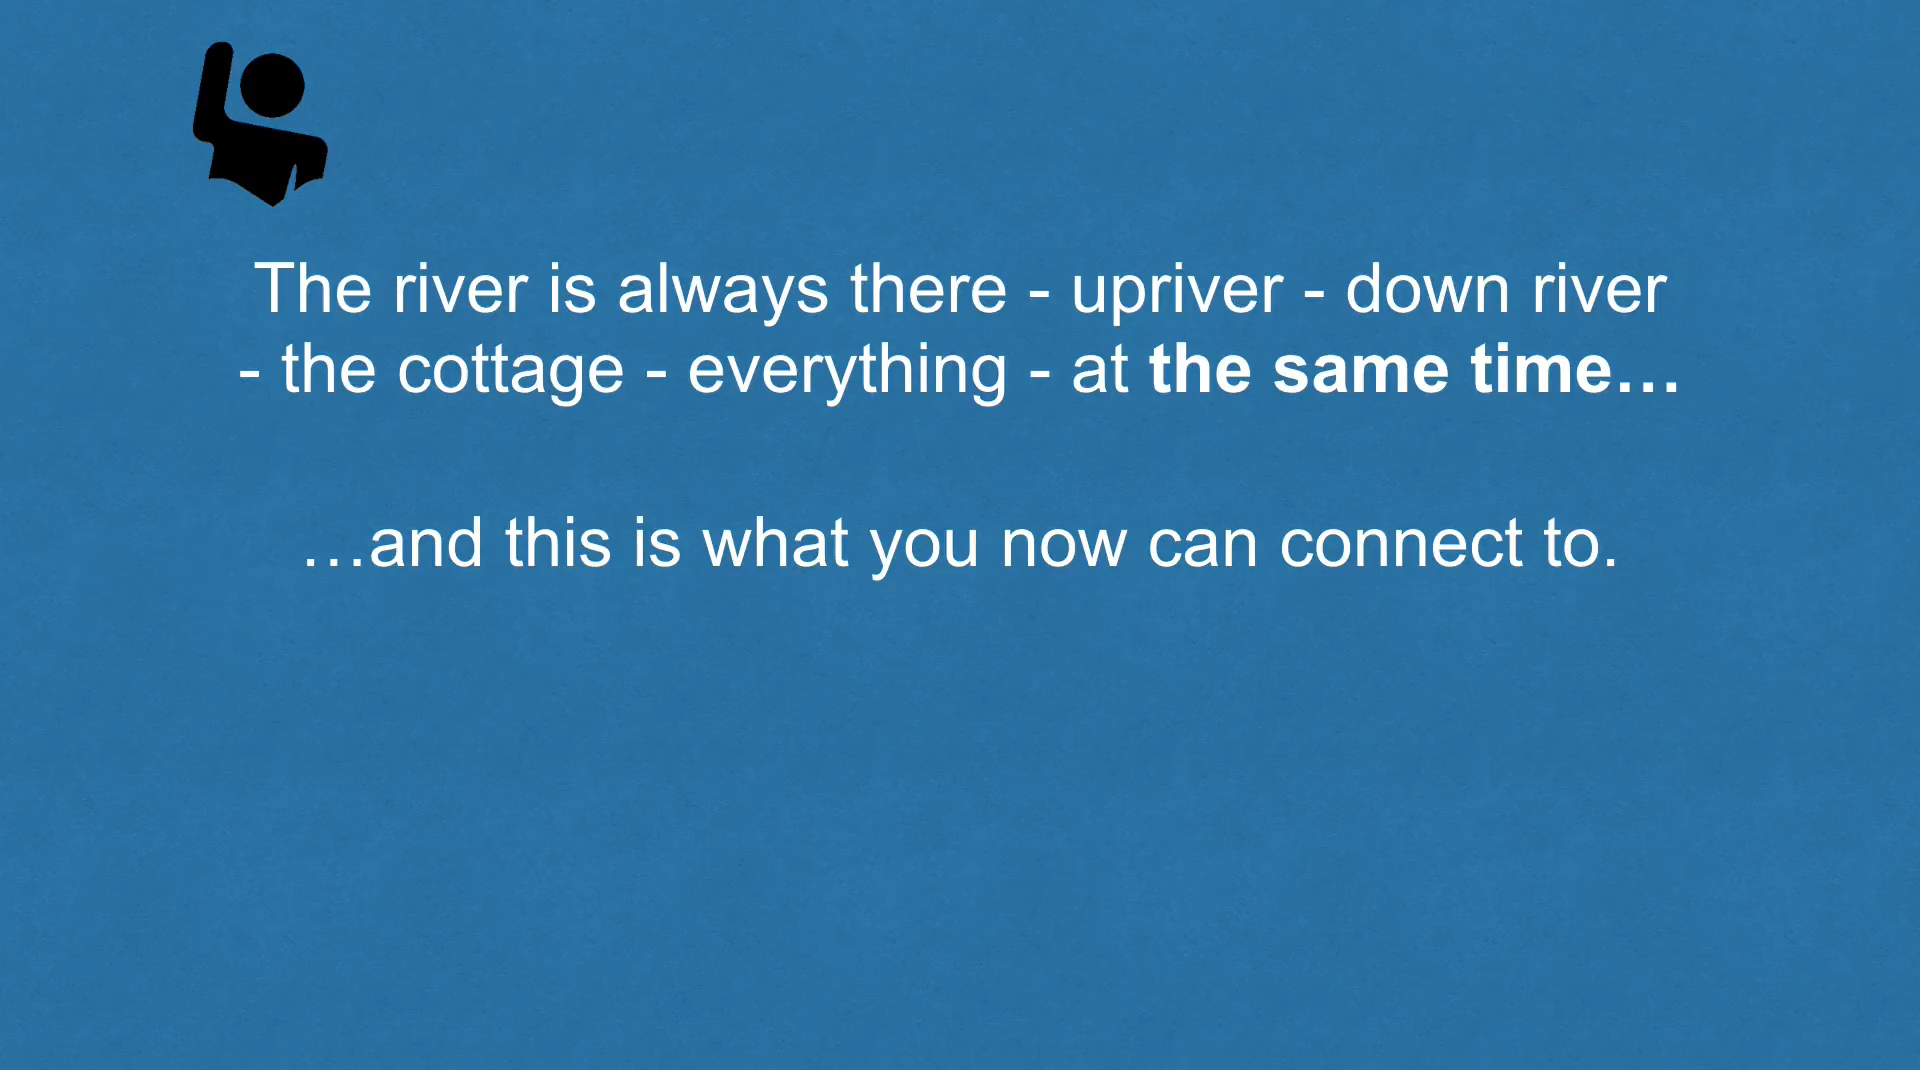 The river is always there - upriver - down river
- the cottage - everything - at the same time…
…and this is what you now can connect to.